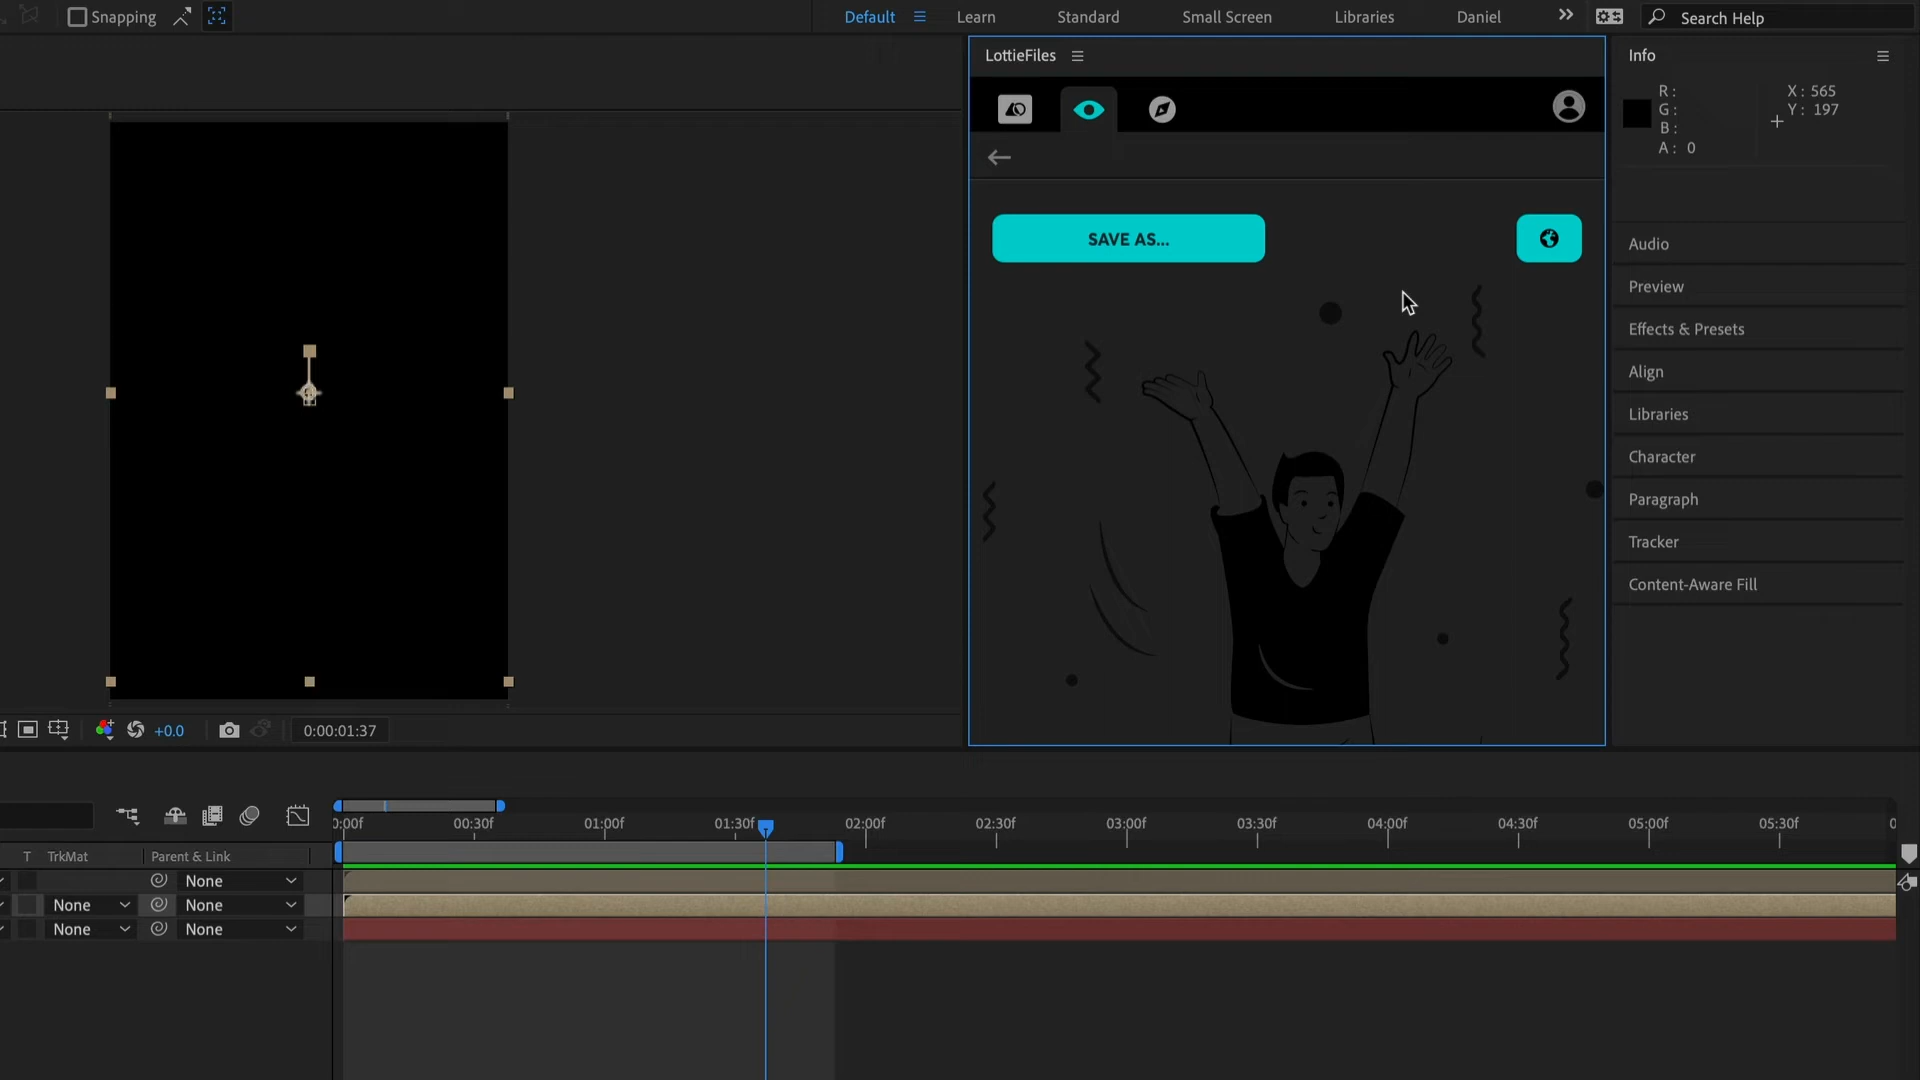 Snapping
Default
Learn
Standard
Small Screen
Libraries
Daniel
Search Help
LottieFiles
Info
R :
G :
B :
A : 0
X : 565
Y : 197
SAVE AS...
Audio
Preview
Effects & Presets
Align
Libraries
Character
Paragraph
Tracker
Content-Aware Fill
+0.0
0:00:01:37
0:00f
00:30f
01:00f
01:30f
02:00f
02:30f
03:00f
03:30f
04:00f
04:30f
05:00f
05:30f
0
T TrkMat
Parent & Link
None
None
None
None
None